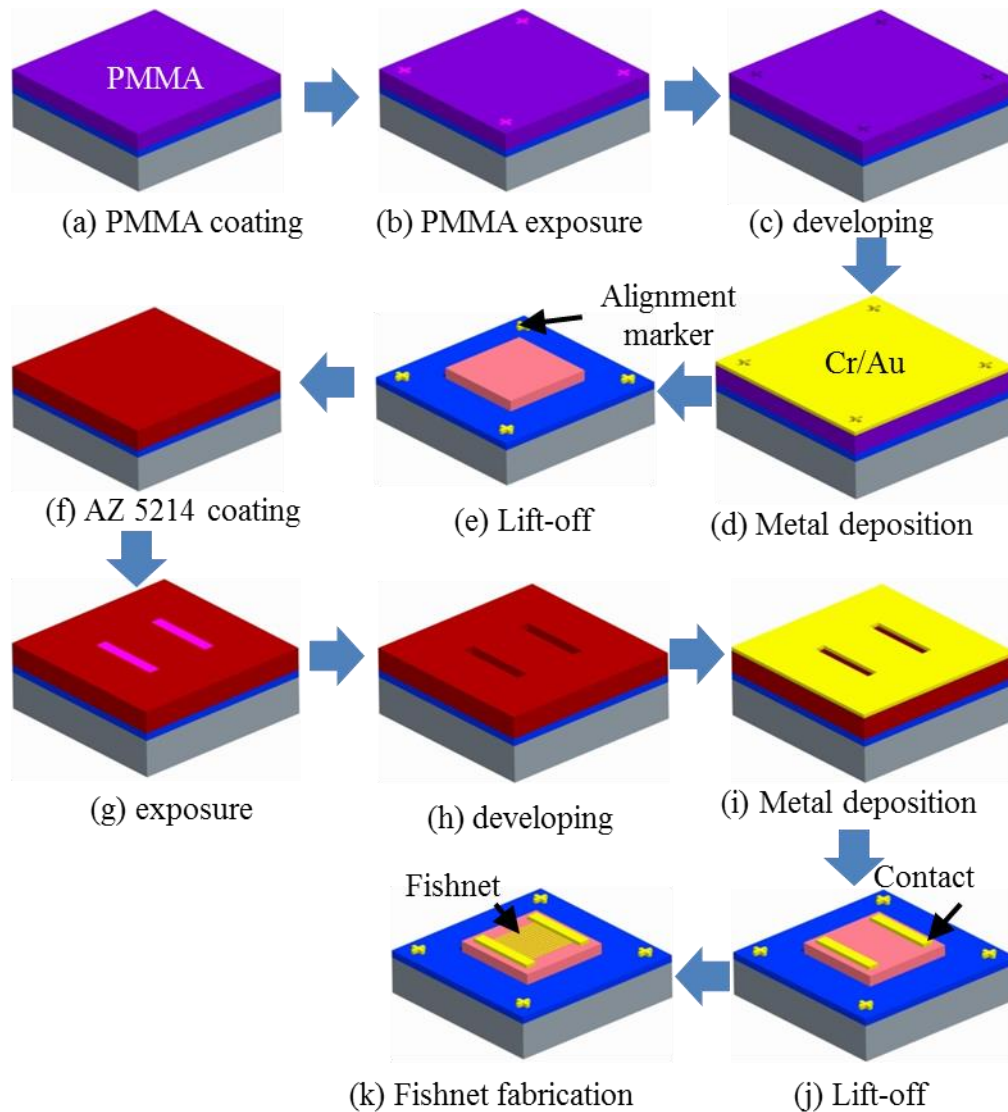 PMMA
(a) PMMA coating
(b) PMMA exposure
(c) developing
Alignment
marker
Cr/Au
(f) AZ 5214 coating
(e) Lift-off
(d) Metal deposition
(g) exposure
(h) developing
(i) Metal deposition
Fishnet
Contact
(k) Fishnet fabrication
(j) Lift-off